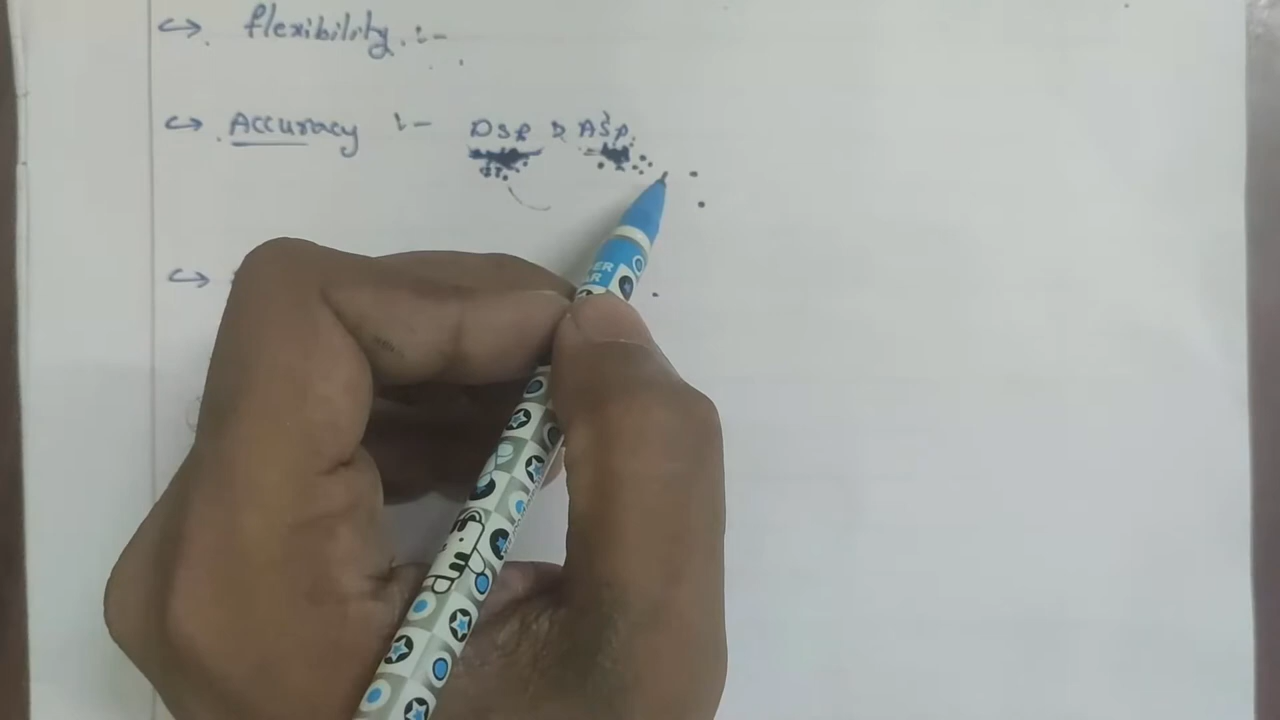 ↪ flexibility :-
↪ Accuracy :- DSP > ASP.
↪